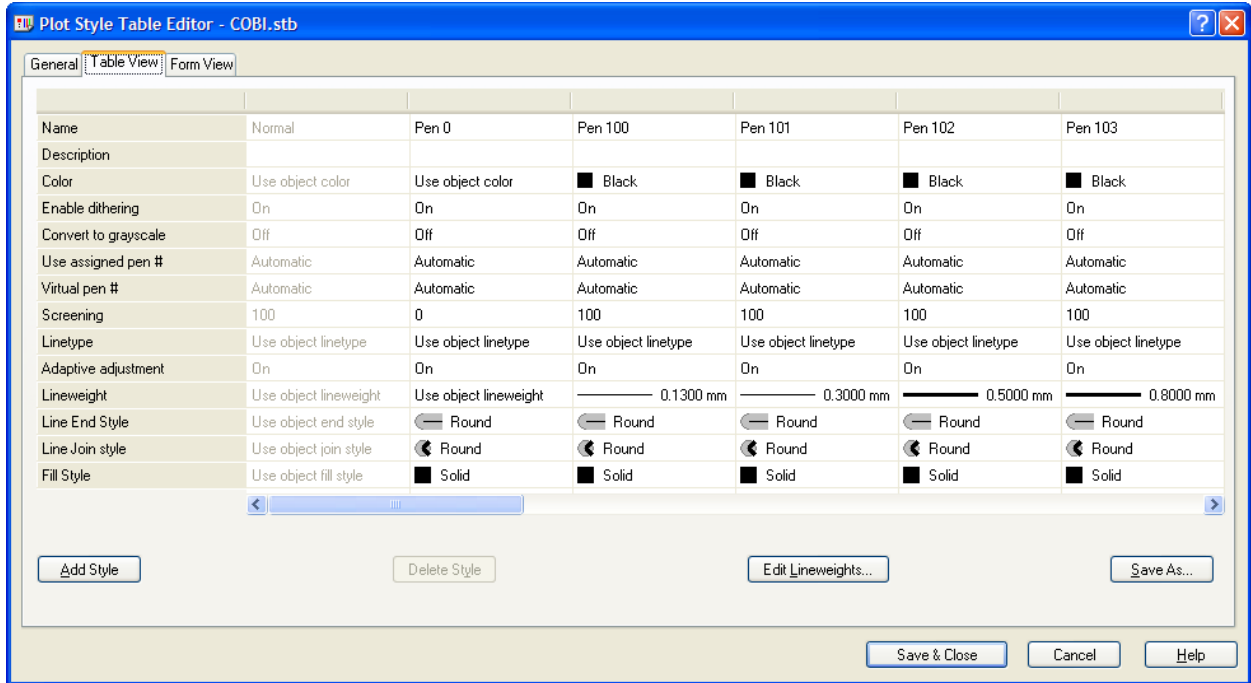 Plot Style Table Editor - COBI.stb
General Table View Form View
Name Normal Pen 0 Pen 100 Pen 101 Pen 102 Pen 103
Description
Color Use object color Use object color Black Black Black Black
Enable dithering On On On On On On
Convert to grayscale Off Off Off Off Off Off
Use assigned pen # Automatic Automatic Automatic Automatic Automatic Automatic
Virtual pen # Automatic Automatic Automatic Automatic Automatic Automatic
Screening 100 0 100 100 100 100
Linetype Use object linetype Use object linetype Use object linetype Use object linetype Use object linetype Use object linetype
Adaptive adjustment On On On On On On
Lineweight Use object lineweight Use object lineweight 0.1300 mm 0.3000 mm 0.5000 mm 0.8000 mm
Line End Style Use object end style Round Round Round Round Round
Line Join style Use object join style Round Round Round Round Round
Fill Style Use object fill style Solid Solid Solid Solid Solid
Add Style Delete Style Edit Lineweights... Save As...
Save & Close Cancel Help